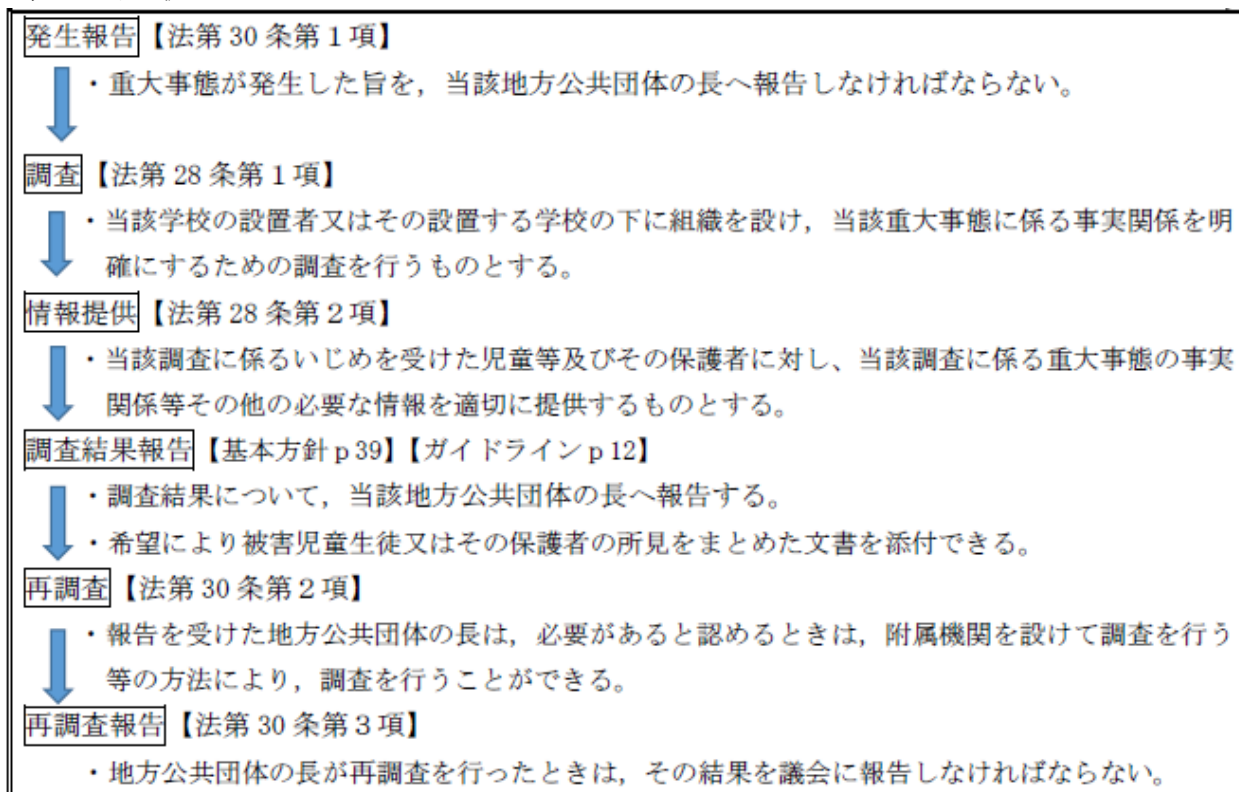 発生報告【法第 30 条第１項】
・重大事態が発生した旨を，当該地方公共団体の長へ報告しなければならない。
調査【法第 28 条第１項】
・当該学校の設置者又はその設置する学校の下に組織を設け，当該重大事態に係る事実関係を明
確にするための調査を行うものとする。
情報提供【法第 28 条第２項】
・当該調査に係るいじめを受けた児童等及びその保護者に対し、当該調査に係る重大事態の事実
関係等その他の必要な情報を適切に提供するものとする。
調査結果報告【基本方針ｐ39】【ガイドラインｐ12】
・調査結果について，当該地方公共団体の長へ報告する。
・希望により被害児童生徒又はその保護者の所見をまとめた文書を添付できる。
再調査【法第 30 条第２項】
・報告を受けた地方公共団体の長は，必要があると認めるときは，附属機関を設けて調査を行う
等の方法により，調査を行うことができる。
再調査報告【法第 30 条第３項】
・地方公共団体の長が再調査を行ったときは，その結果を議会に報告しなければならない。